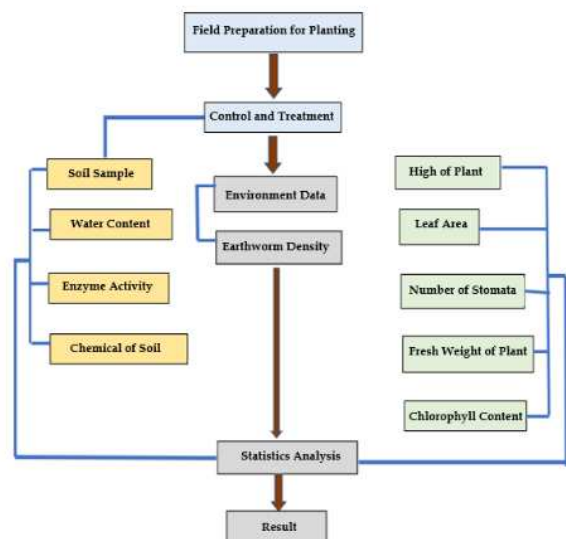 Field Preparation for Planting
Control and Treatment
Soil Sample
Water Content
Enzyme Activity
Chemical of Soil
Environment Data
Earthworm Density
High of Plant
Leaf Area
Number of Stomata
Fresh Weight of Plant
Chlorophyll Content
Statistics Analysis
Result